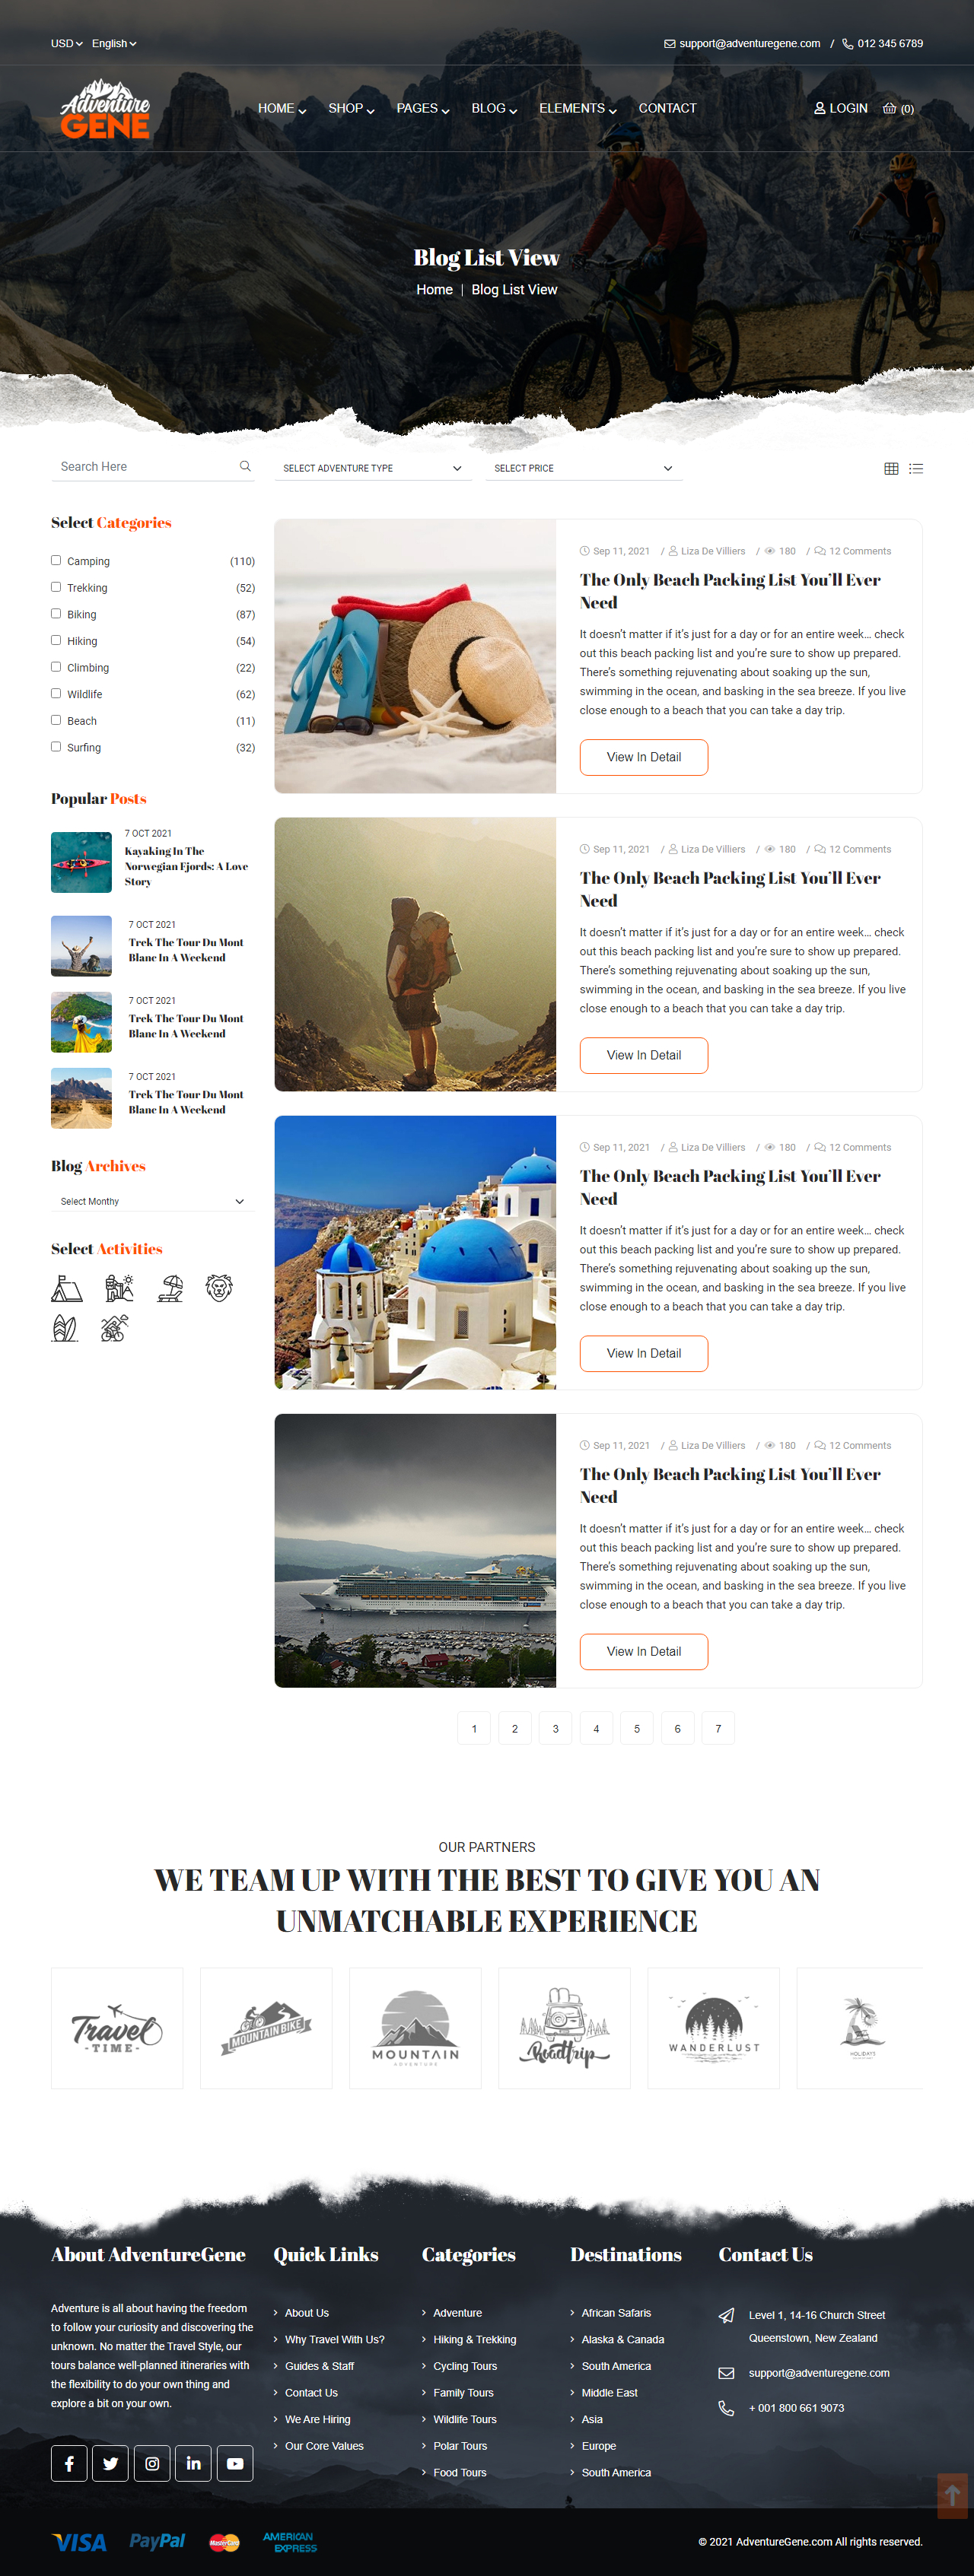 USD English support@adventuregene.com / 012 345 6789
Adventure
GENE
HOME SHOP PAGES BLOG ELEMENTS CONTACT LOGIN (0)
Blog List View
Home | Blog List View
Search Here
SELECT ADVENTURE TYPE SELECT PRICE
Select Categories
Camping (110)
Trekking (52)
Biking (87)
Hiking (54)
Climbing (22)
Wildlife (62)
Beach (11)
Surfing (32)
Popular Posts
7 OCT 2021
Kayaking In The
Norwegian Fjords: A Love
Story
7 OCT 2021
Trek The Tour Du Mont
Blanc In A Weekend
7 OCT 2021
Trek The Tour Du Mont
Blanc In A Weekend
7 OCT 2021
Trek The Tour Du Mont
Blanc In A Weekend
Blog Archives
Select Monthy
Select Activities
Sep 11, 2021 / Liza De Villiers / 180 / 12 Comments
The Only Beach Packing List You'll Ever
Need
It doesn't matter if it's just for a day or for an entire week... check
out this beach packing list and you're sure to show up prepared.
There's something rejuvenating about soaking up the sun,
swimming in the ocean, and basking in the sea breeze. If you live
close enough to a beach that you can take a day trip.
View In Detail
Sep 11, 2021 / Liza De Villiers / 180 / 12 Comments
The Only Beach Packing List You'll Ever
Need
It doesn't matter if it's just for a day or for an entire week... check
out this beach packing list and you're sure to show up prepared.
There's something rejuvenating about soaking up the sun,
swimming in the ocean, and basking in the sea breeze. If you live
close enough to a beach that you can take a day trip.
View In Detail
Sep 11, 2021 / Liza De Villiers / 180 / 12 Comments
The Only Beach Packing List You'll Ever
Need
It doesn't matter if it's just for a day or for an entire week... check
out this beach packing list and you're sure to show up prepared.
There's something rejuvenating about soaking up the sun,
swimming in the ocean, and basking in the sea breeze. If you live
close enough to a beach that you can take a day trip.
View In Detail
Sep 11, 2021 / Liza De Villiers / 180 / 12 Comments
The Only Beach Packing List You'll Ever
Need
It doesn't matter if it's just for a day or for an entire week... check
out this beach packing list and you're sure to show up prepared.
There's something rejuvenating about soaking up the sun,
swimming in the ocean, and basking in the sea breeze. If you live
close enough to a beach that you can take a day trip.
View In Detail
1 2 3 4 5 6 7
OUR PARTNERS
WE TEAM UP WITH THE BEST TO GIVE YOU AN
UNMATCHABLE EXPERIENCE
Travel
-TIME-
MOUNTAIN BIKE
MOUNTAIN
ADVENTURE
Roadtrip
WANDERLUST
HOLIDAYS
About AdventureGene
Adventure is all about having the freedom
to follow your curiosity and discovering the
unknown. No matter the Travel Style, our
tours balance well-planned itineraries with
the flexibility to do your own thing and
explore a bit on your own.
Quick Links
About Us
Why Travel With Us?
Guides & Staff
Contact Us
We Are Hiring
Our Core Values
Categories
Adventure
Hiking & Trekking
Cycling Tours
Family Tours
Wildlife Tours
Polar Tours
Food Tours
Destinations
African Safaris
Alaska & Canada
South America
Middle East
Asia
Europe
South America
Contact Us
Level 1, 14-16 Church Street
Queenstown, New Zealand
support@adventuregene.com
+ 001 800 661 9073
VISA PayPal MasterCard AMERICAN
EXPRESS
© 2021 AdventureGene.com All rights reserved.